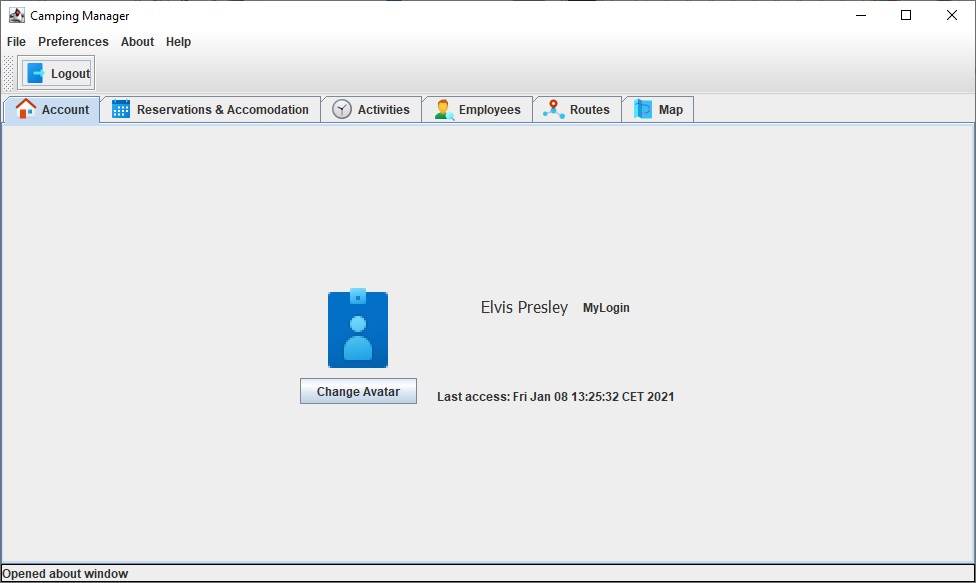 Camping Manager
File Preferences About Help
Logout
Account Reservations & Accomodation Activities Employees Routes Map
Elvis Presley MyLogin
Change Avatar
Last access: Fri Jan 08 13:25:32 CET 2021
Opened about window